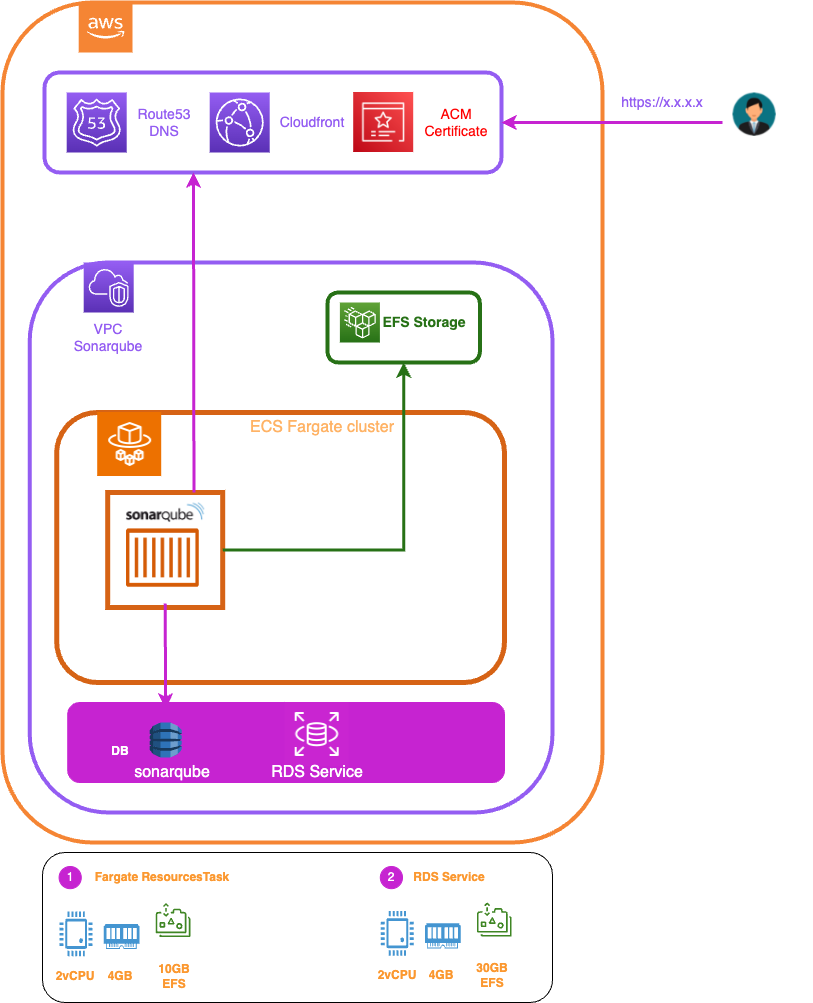 aws
https://x.x.x.x
53
Route53
DNS
Cloudfront
ACM
Certificate
VPC
Sonarqube
EFS Storage
ECS Fargate cluster
sonarqube
DB
sonarqube
RDS Service
1
Fargate ResourcesTask
2vCPU
4GB
10GB
EFS
2
RDS Service
2vCPU
4GB
30GB
EFS